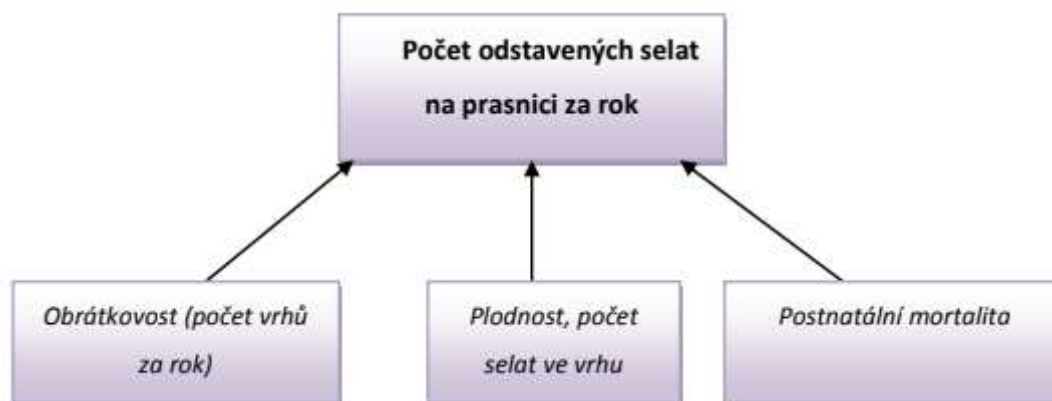 Počet odstavených selat
na prasnici za rok
Obrátkovost (počet vrhů
za rok)
Plodnost, počet
selat ve vrhu
Postnatální mortalita